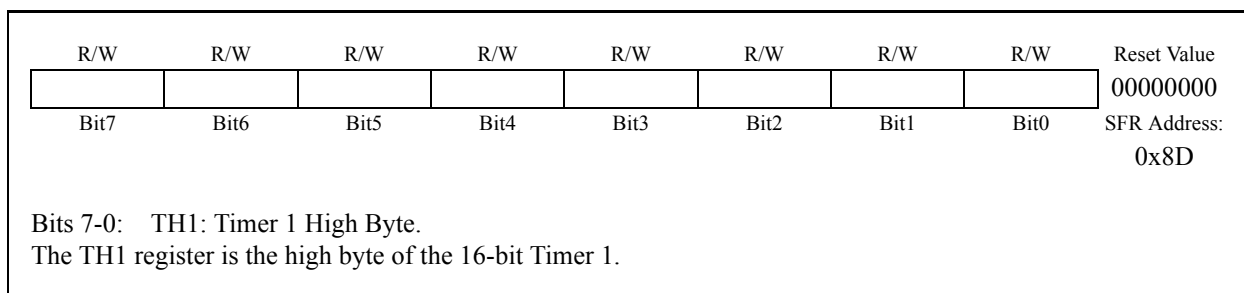 R/W R/W R/W R/W R/W R/W R/W R/W Reset Value
00000000
Bit7 Bit6 Bit5 Bit4 Bit3 Bit2 Bit1 Bit0 SFR Address:
0x8D
Bits 7-0: TH1: Timer 1 High Byte.
The TH1 register is the high byte of the 16-bit Timer 1.